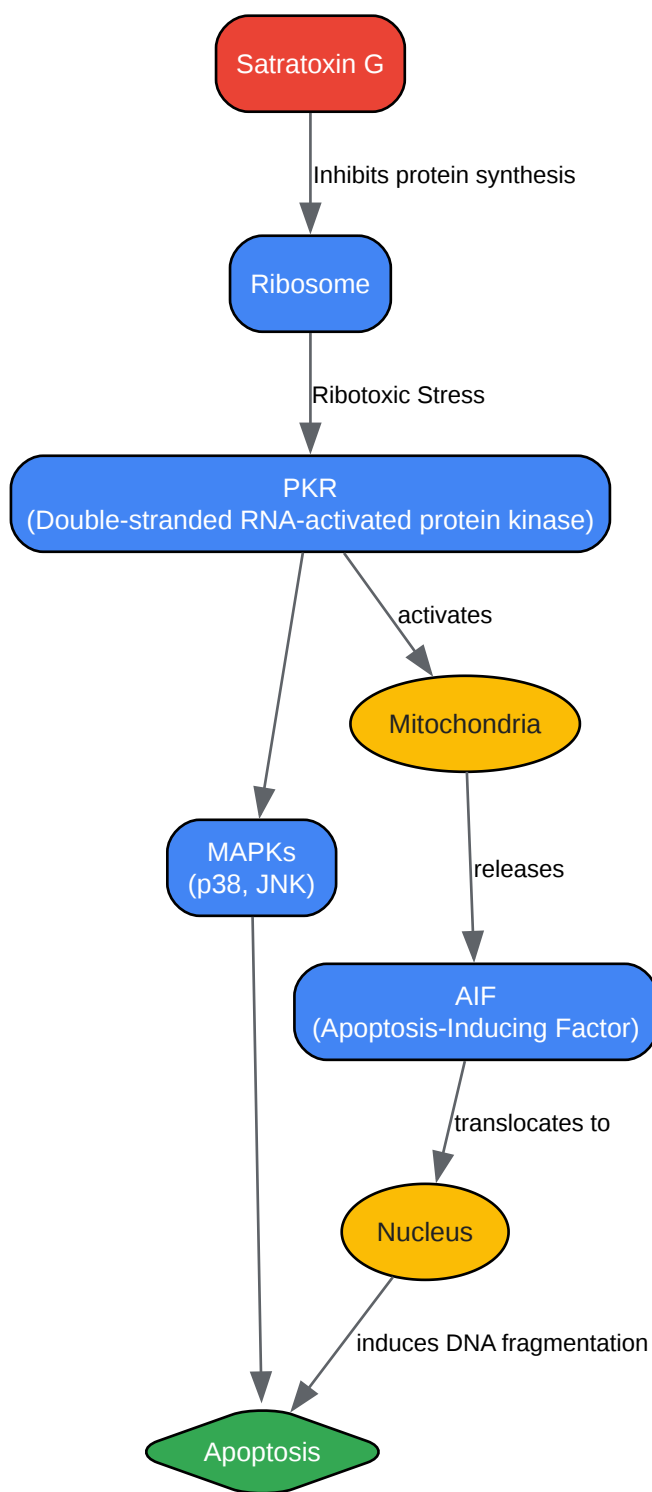 Satratoxin G
Inhibits protein synthesis
Ribosome
Ribotoxic Stress
PKR
(Double-stranded RNA-activated protein kinase)
activates
Mitochondria
MAPKs
(p38, JNK)
releases
AIF
(Apoptosis-Inducing Factor)
translocates to
Nucleus
induces DNA fragmentation
Apoptosis